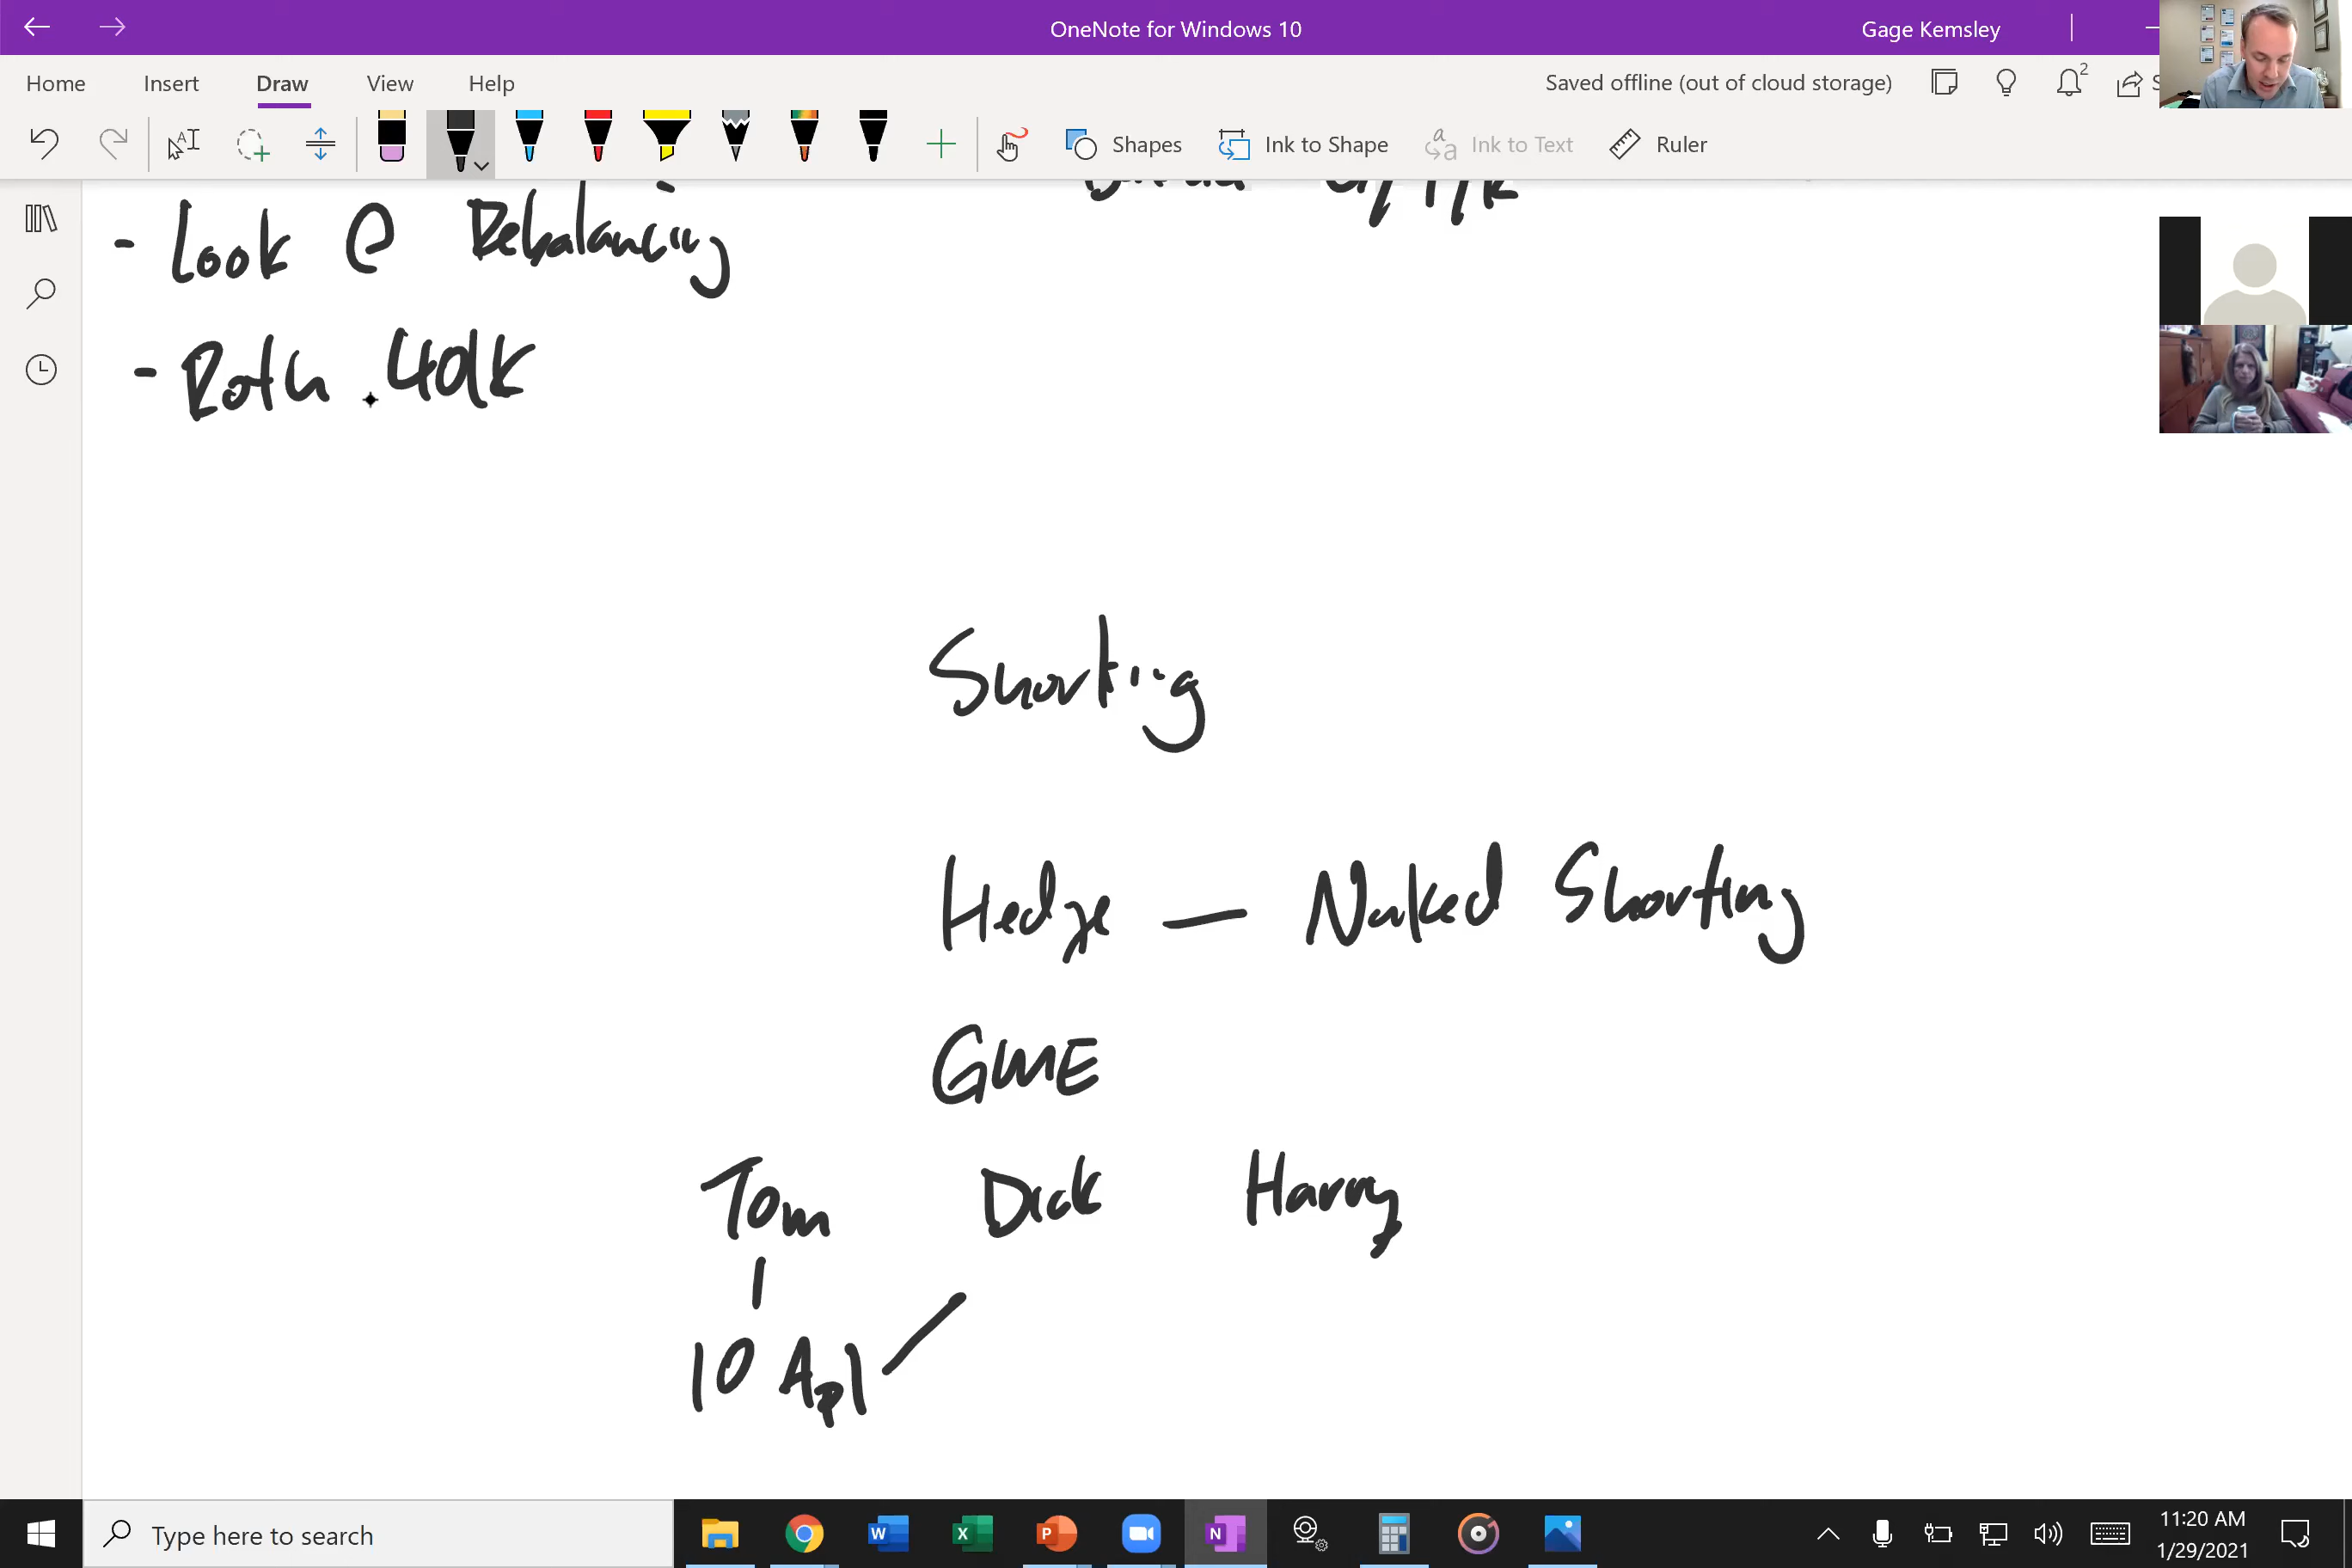 OneNote for Windows 10
Gage Kemsley
Home Insert Draw View Help
Saved offline (out of cloud storage)
2
S
Shapes
Ink to Shape
Ink to Text
Ruler
- Look @ Rebalancing
- Roth 401k
Shorting
Hedge — Naked Shorting
GME
Tom Dick Harry
10 Apl
Type here to search
11:20 AM
1/29/2021